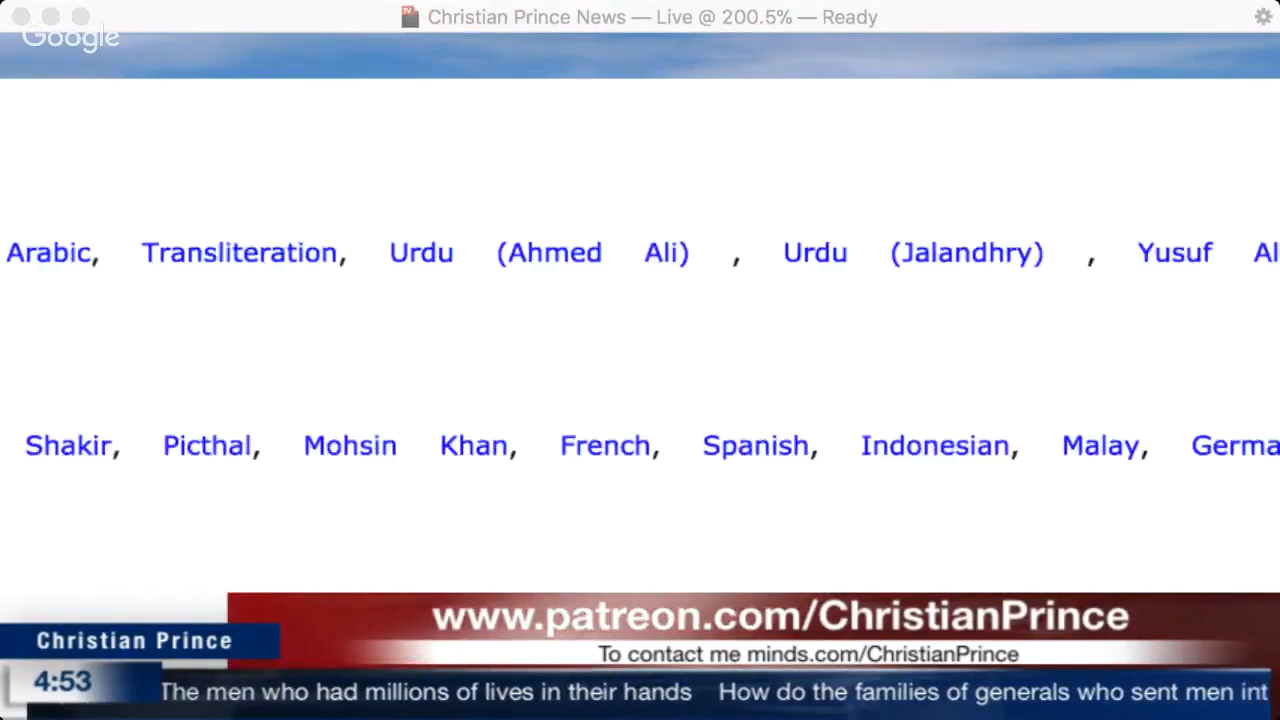 Christian Prince News — Live @ 200.5% — Ready
Google
Arabic, Transliteration, Urdu (Ahmed Ali) , Urdu (Jalandhry) , Yusuf Al
Shakir, Picthal, Mohsin Khan, French, Spanish, Indonesian, Malay, Germa
www.patreon.com/ChristianPrince
Christian Prince
To contact me minds.com/ChristianPrince
4:53
The men who had millions of lives in their hands How do the families of generals who sent men int